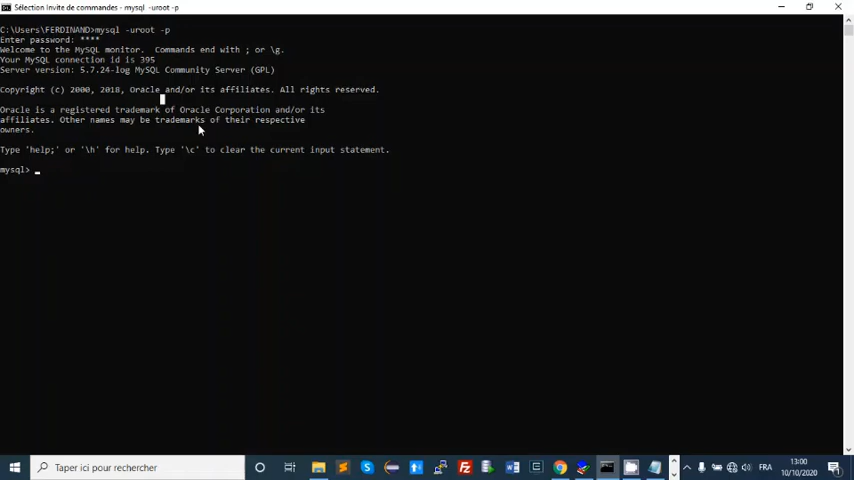 Sélection Invite de commandes - mysql -uroot -p
C:\Users\FERDINAND>mysql -uroot -p
Enter password: ****
Welcome to the MySQL monitor.  Commands end with ; or \g.
Your MySQL connection id is 395
Server version: 5.7.24-log MySQL Community Server (GPL)
Copyright (c) 2000, 2018, Oracle and/or its affiliates. All rights reserved.
Oracle is a registered trademark of Oracle Corporation and/or its
affiliates. Other names may be trademarks of their respective
owners.
Type 'help;' or '\h' for help. Type '\c' to clear the current input statement.
mysql>
Taper ici pour rechercher
FRA
13:00
10/10/2020